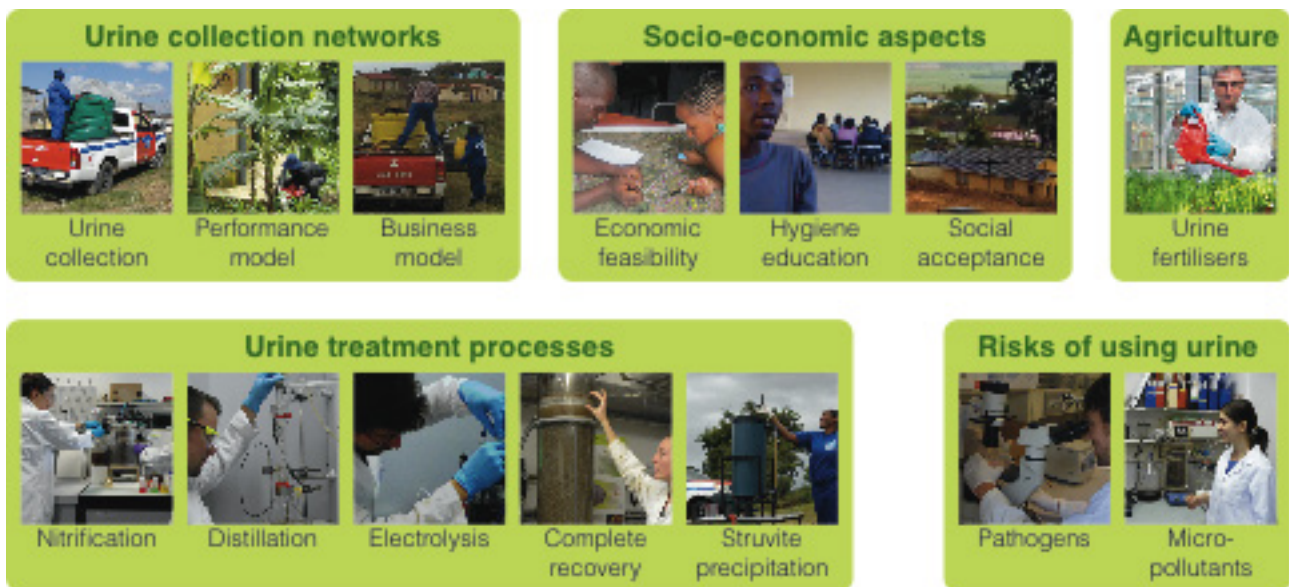 Urine collection networks
Urine
collection
Performance
model
Business
model
Socio-economic aspects
Economic
feasibility
Hygiene
education
Social
acceptance
Agriculture
Urine
fertilisers
Urine treatment processes
Nitrification
Distillation
Electrolysis
Complete
recovery
Struvite
precipitation
Risks of using urine
Pathogens
Micro-
pollutants